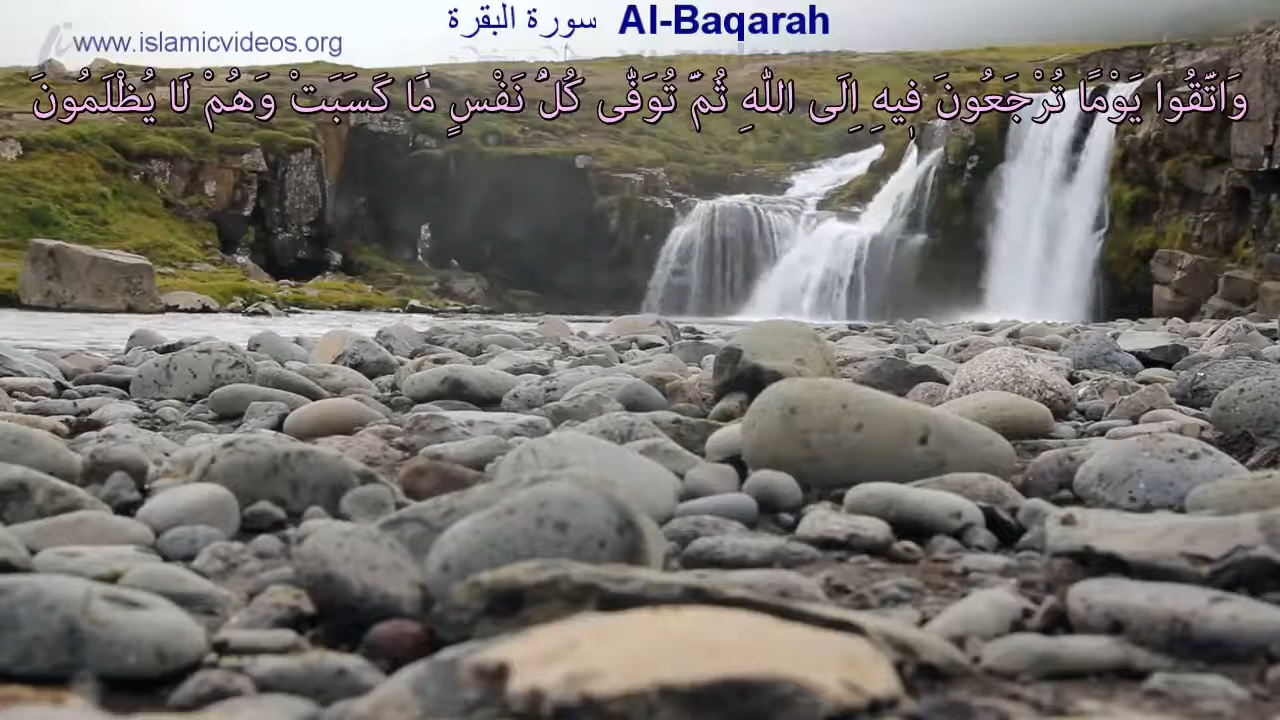 سورة البقرة Al-Baqarah
www.islamicvideos.org
وَاتَّقُوا يَوْمًا تُرْجَعُونَ فِيهِ اِلَى اللّٰهِ ثُمَّ تُوَفّٰى كُلُّ نَفْسٍ مَا كَسَبَتْ وَهُمْ لَا يُظْلَمُونَ